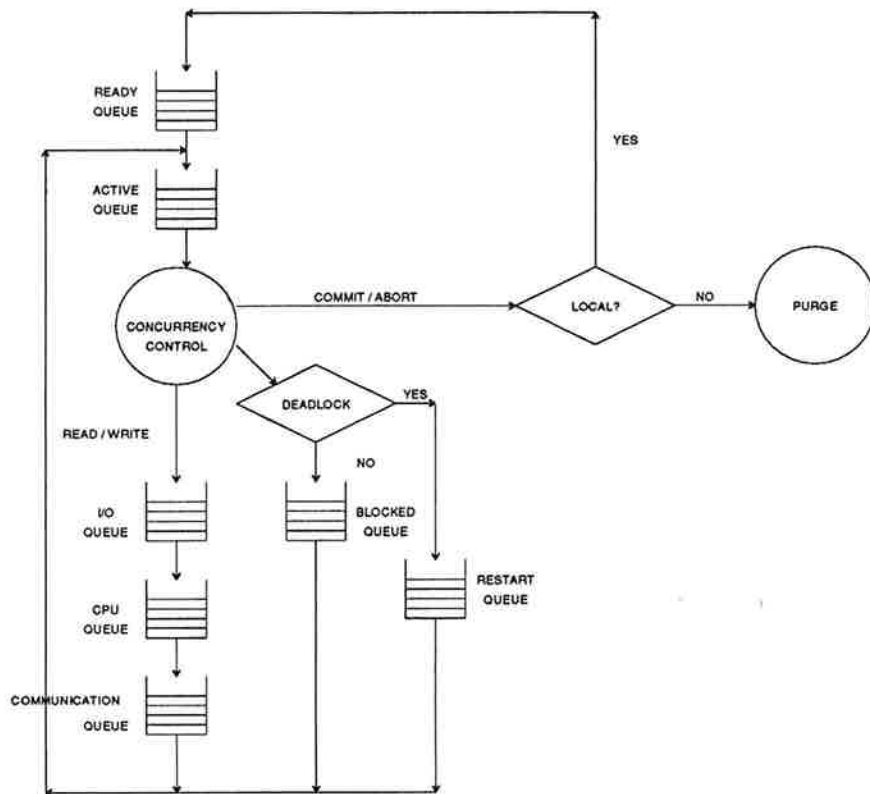 READY
QUEUE
YES
ACTIVE
QUEUE
COMMIT / ABORT
LOCAL?
NO
PURGE
CONCURRENCY
CONTROL
DEADLOCK
YES
READ / WRITE
NO
I/O
QUEUE
BLOCKED
QUEUE
RESTART
QUEUE
CPU
QUEUE
COMMUNICATION
QUEUE